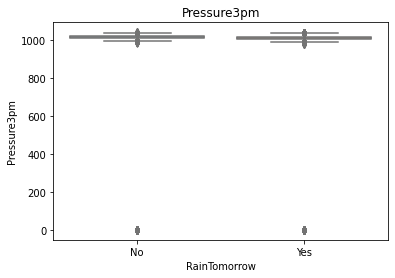 Pressure3pm
1000
800
600
400
200
0
Pressure3pm
No
Yes
RainTomorrow